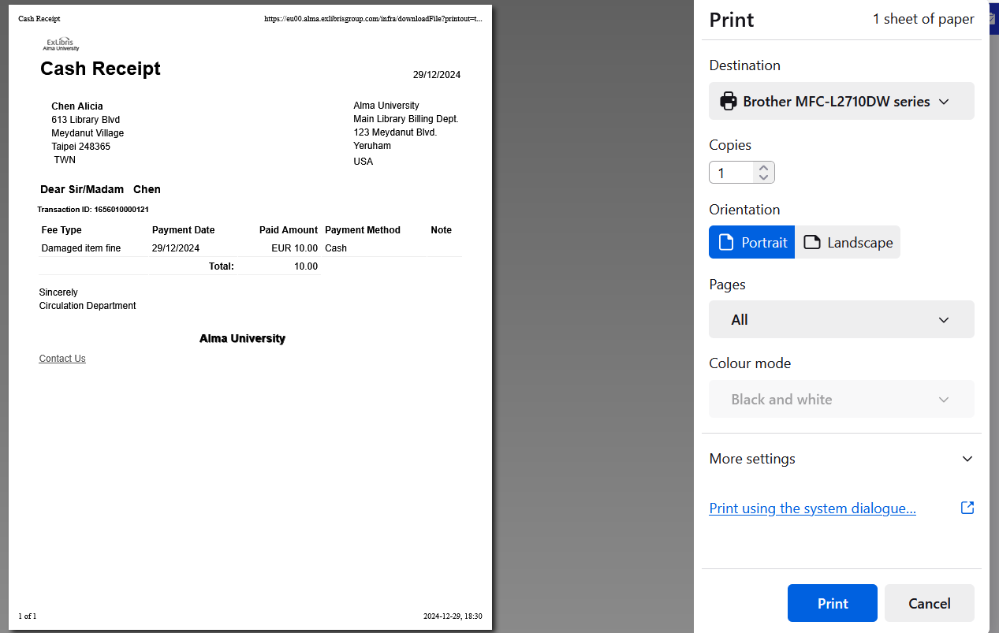 Cash Receipt
https://eu00.alma.exlibrisgroup.com/infra/downloadFile?printout=t...
ExLibris
Alma University
Cash Receipt
29/12/2024
Chen Alicia
613 Library Blvd
Meydanut Village
Taipei 248365
TWN
Alma University
Main Library Billing Dept.
123 Meydanut Blvd.
Yeruham
USA
Dear Sir/Madam Chen
Transaction ID: 1656010000121
Fee Type Payment Date Paid Amount Payment Method Note
Damaged item fine 29/12/2024 EUR 10.00 Cash
Total: 10.00
Sincerely
Circulation Department
Alma University
Contact Us
1 of 1
2024-12-29, 18:30
Print
1 sheet of paper
Destination
Brother MFC-L2710DW series
Copies
1
Orientation
Portrait
Landscape
Pages
All
Colour mode
Black and white
More settings
Print using the system dialogue...
Print
Cancel